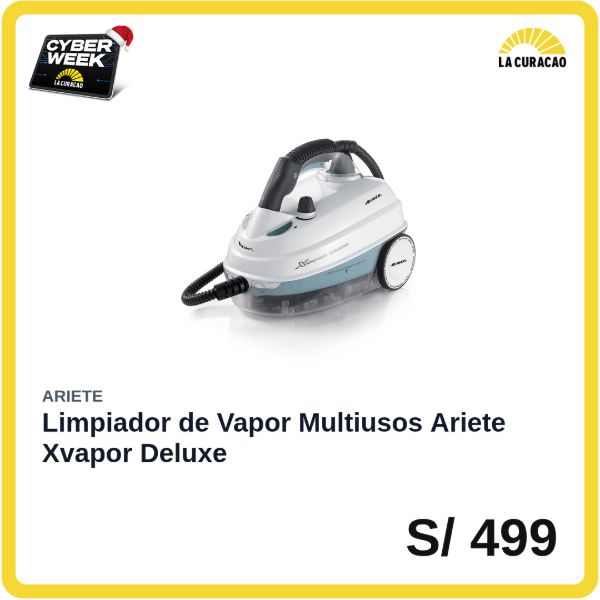 CYBER
WEEK
LA CURACAO
LA CURACAO
ARIETE
Limpiador de Vapor Multiusos Ariete
Xvapor Deluxe
S/ 499